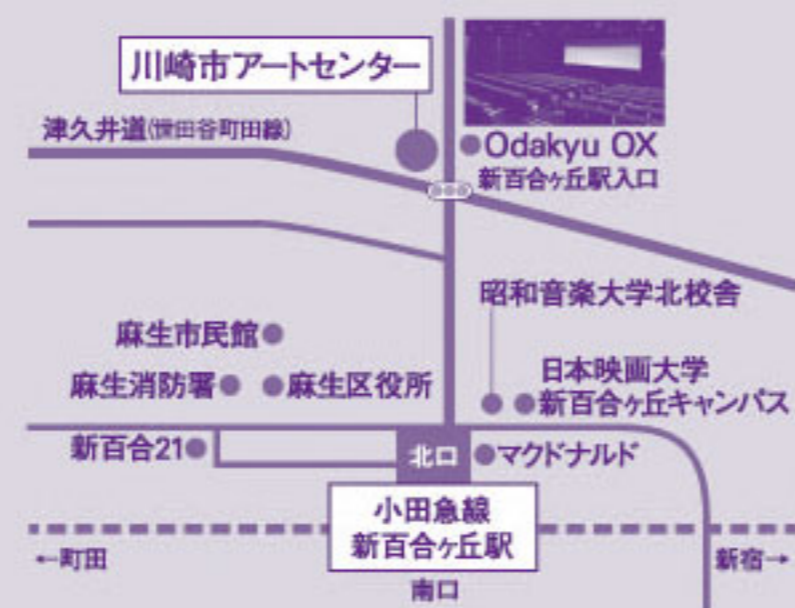 川崎市アートセンター
津久井道(世田谷町田線)
Odakyu OX
新百合ヶ丘駅入口
昭和音楽大学北校舎
麻生市民館
日本映画大学
新百合ヶ丘キャンパス
麻生消防署
麻生区役所
新百合21
北口
マクドナルド
小田急線
新百合ヶ丘駅
←町田
新宿→
南口